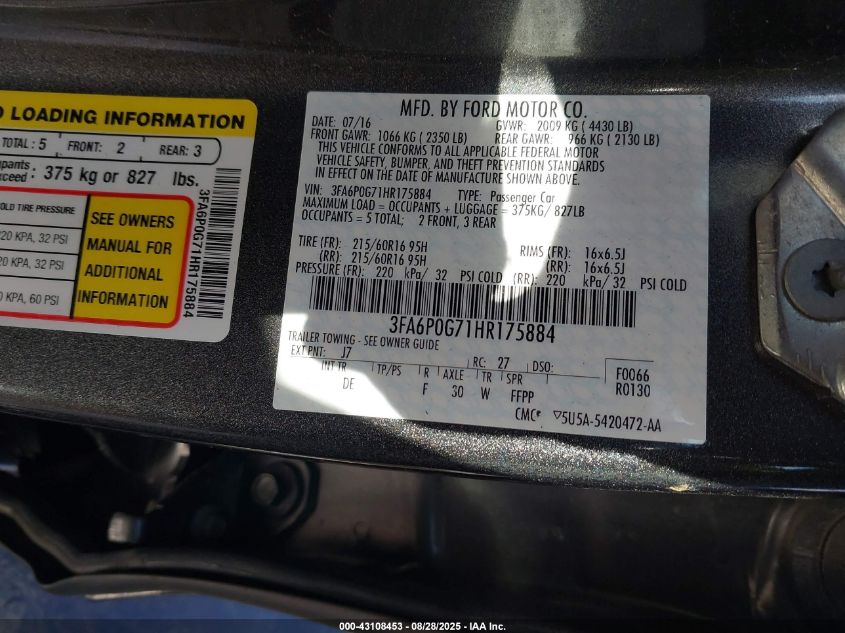 D LOADING INFORMATION
TOTAL: 5 FRONT: 2 REAR: 3
pants
xceed: 375 kg or 827 lbs.
OLD TIRE PRESSURE
20 KPA, 32 PSI
20 KPA, 32 PSI
0 KPA, 60 PSI
SEE OWNERS
MANUAL FOR
ADDITIONAL
INFORMATION
3FA6P0G71HR175884
MFD. BY FORD MOTOR CO.
DATE: 07/16 GVWR: 2009 KG ( 4430 LB)
FRONT GAWR: 1066 KG ( 2350 LB) REAR GAWR: 966 KG ( 2130 LB)
THIS VEHICLE CONFORMS TO ALL APPLICABLE FEDERAL MOTOR
VEHICLE SAFETY, BUMPER, AND THEFT PREVENTION STANDARDS
IN EFFECT ON THE DATE OF MANUFACTURE SHOWN ABOVE.
VIN: 3FA6P0G71HR175884 TYPE: Passenger Car
MAXIMUM LOAD = OCCUPANTS + LUGGAGE = 375KG/ 827LB
OCCUPANTS = 5 TOTAL; 2 FRONT, 3 REAR
TIRE (FR): 215/60R16 95H RIMS (FR): 16x6.5J
(RR): 215/60R16 95H (RR): 16x6.5J
PRESSURE (FR): 220 kPa/ 32 PSI COLD (RR): 220 kPa/ 32 PSI COLD
3FA6P0G71HR175884
TRAILER TOWING - SEE OWNER GUIDE
EXT PNT: J7 RC: 27 DSO: F0066
INT TR TP/PS R AXLE TR SPR R0130
DE F 30 W FFPP
CMC* ▽5U5A-5420472-AA
000-43108453 — 08/28/2025 — IAA Inc.